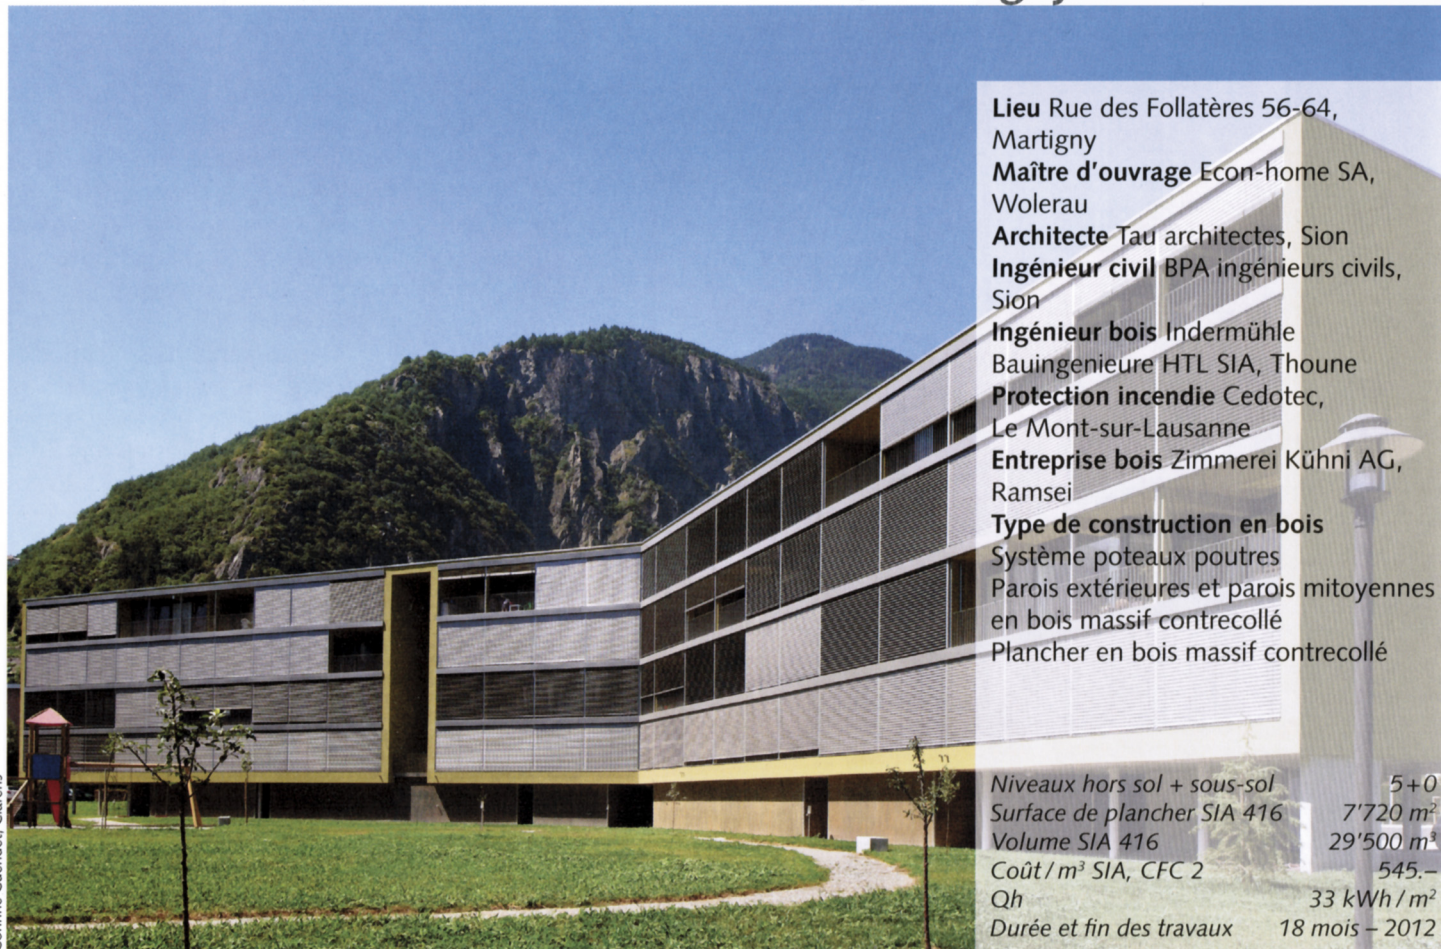 Lieu Rue des Follatères 56-64,
Martigny
Maître d'ouvrage Econ-home SA,
Wolerau
Architecte Tau architectes, Sion
Ingénieur civil BPA ingénieurs civils,
Sion
Ingénieur bois Indermühle
Bauingenieure HTL SIA, Thoune
Protection incendie Cedotec,
Le Mont-sur-Lausanne
Entreprise bois Zimmerei Kühni AG,
Ramsei
Type de construction en bois
Système poteaux poutres
Parois extérieures et parois mitoyennes
en bois massif contrecollé
Plancher en bois massif contrecollé
Niveaux hors sol + sous-sol 5+0
Surface de plancher SIA 416 7'720 m²
Volume SIA 416 29'500 m³
Coût / m³ SIA, CFC 2 545.–
Qh 33 kWh / m²
Durée et fin des travaux 18 mois – 2012